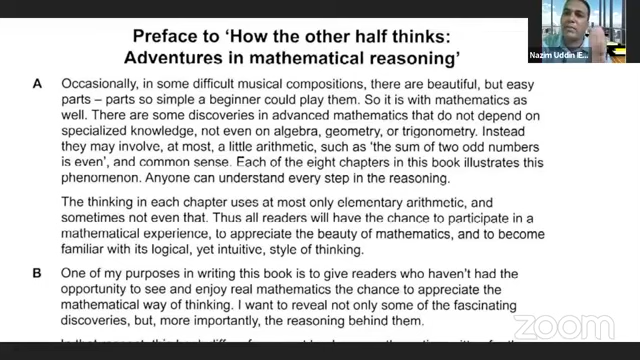 Preface to ‘How the other half thinks:
Adventures in mathematical reasoning’
Nazim Uddin IE...
A Occasionally, in some difficult musical compositions, there are beautiful, but easy
parts – parts so simple a beginner could play them. So it is with mathematics as
well. There are some discoveries in advanced mathematics that do not depend on
specialized knowledge, not even on algebra, geometry, or trigonometry. Instead
they may involve, at most, a little arithmetic, such as ‘the sum of two odd numbers
is even’, and common sense. Each of the eight chapters in this book illustrates this
phenomenon. Anyone can understand every step in the reasoning.
The thinking in each chapter uses at most only elementary arithmetic, and
sometimes not even that. Thus all readers will have the chance to participate in a
mathematical experience, to appreciate the beauty of mathematics, and to become
familiar with its logical, yet intuitive, style of thinking.
B One of my purposes in writing this book is to give readers who haven’t had the
opportunity to see and enjoy real mathematics the chance to appreciate the
mathematical way of thinking. I want to reveal not only some of the fascinating
discoveries, but, more importantly, the reasoning behind them.
zoom